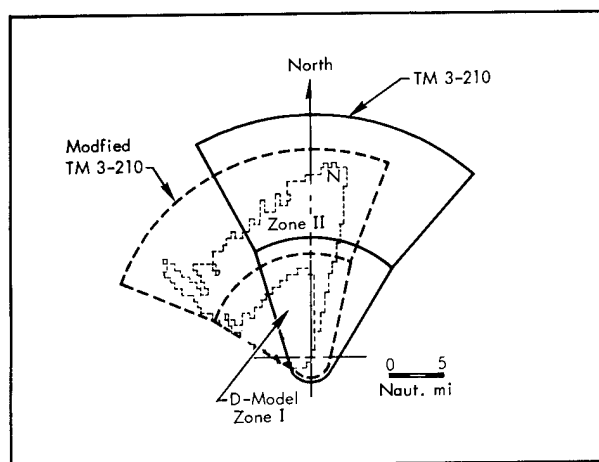 North
TM 3-210
Modfied
TM 3-210
N
Zone II
0 5
Naut. mi
D-Model
Zone I